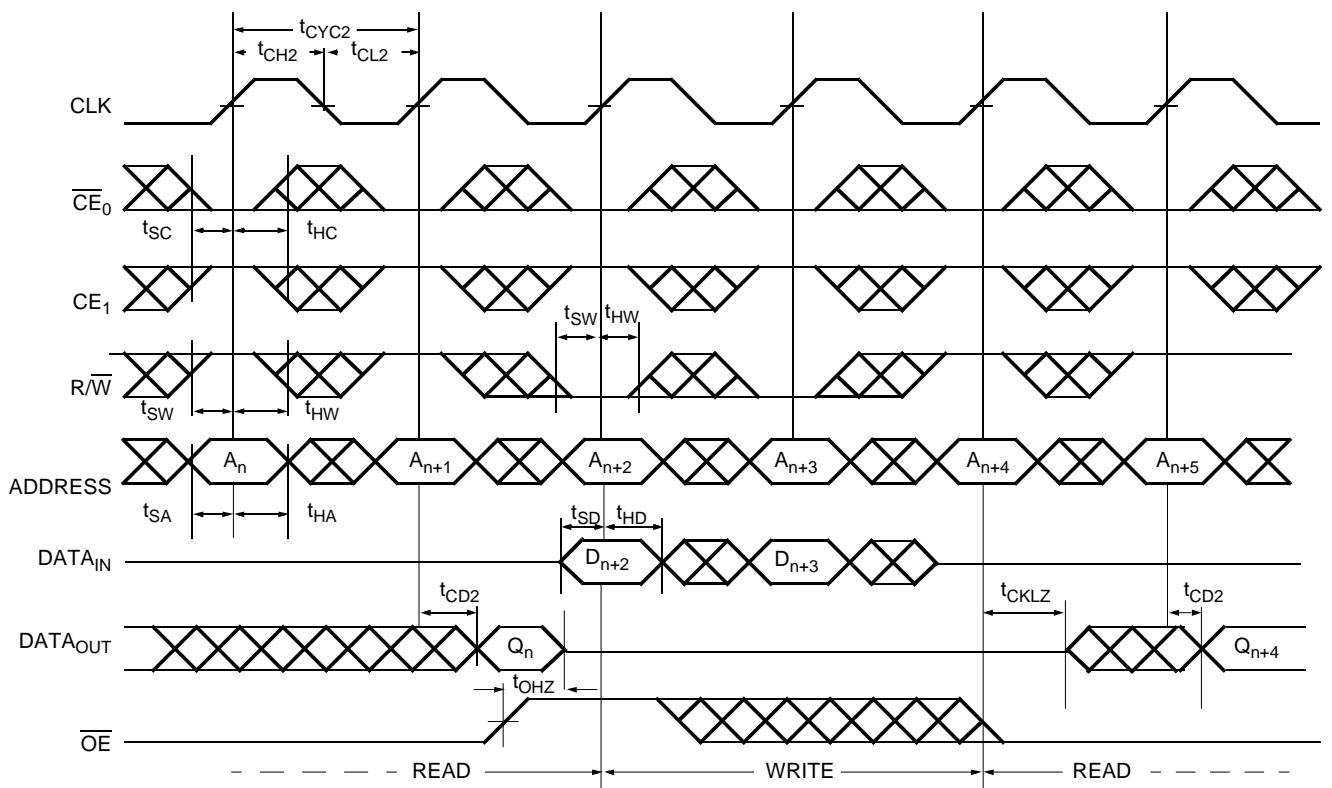 tCYC2
tCH2 tCL2
CLK
CE0
tSC tHC
CE1
tSW tHW
R/W
tSW tHW
An An+1 An+2 An+3 An+4 An+5
ADDRESS
tSA tHA
tSD tHD
DATAIN
Dn+2 Dn+3
tCD2 tCKLZ tCD2
DATAOUT
Qn Qn+4
tOHZ
OE
READ WRITE READ